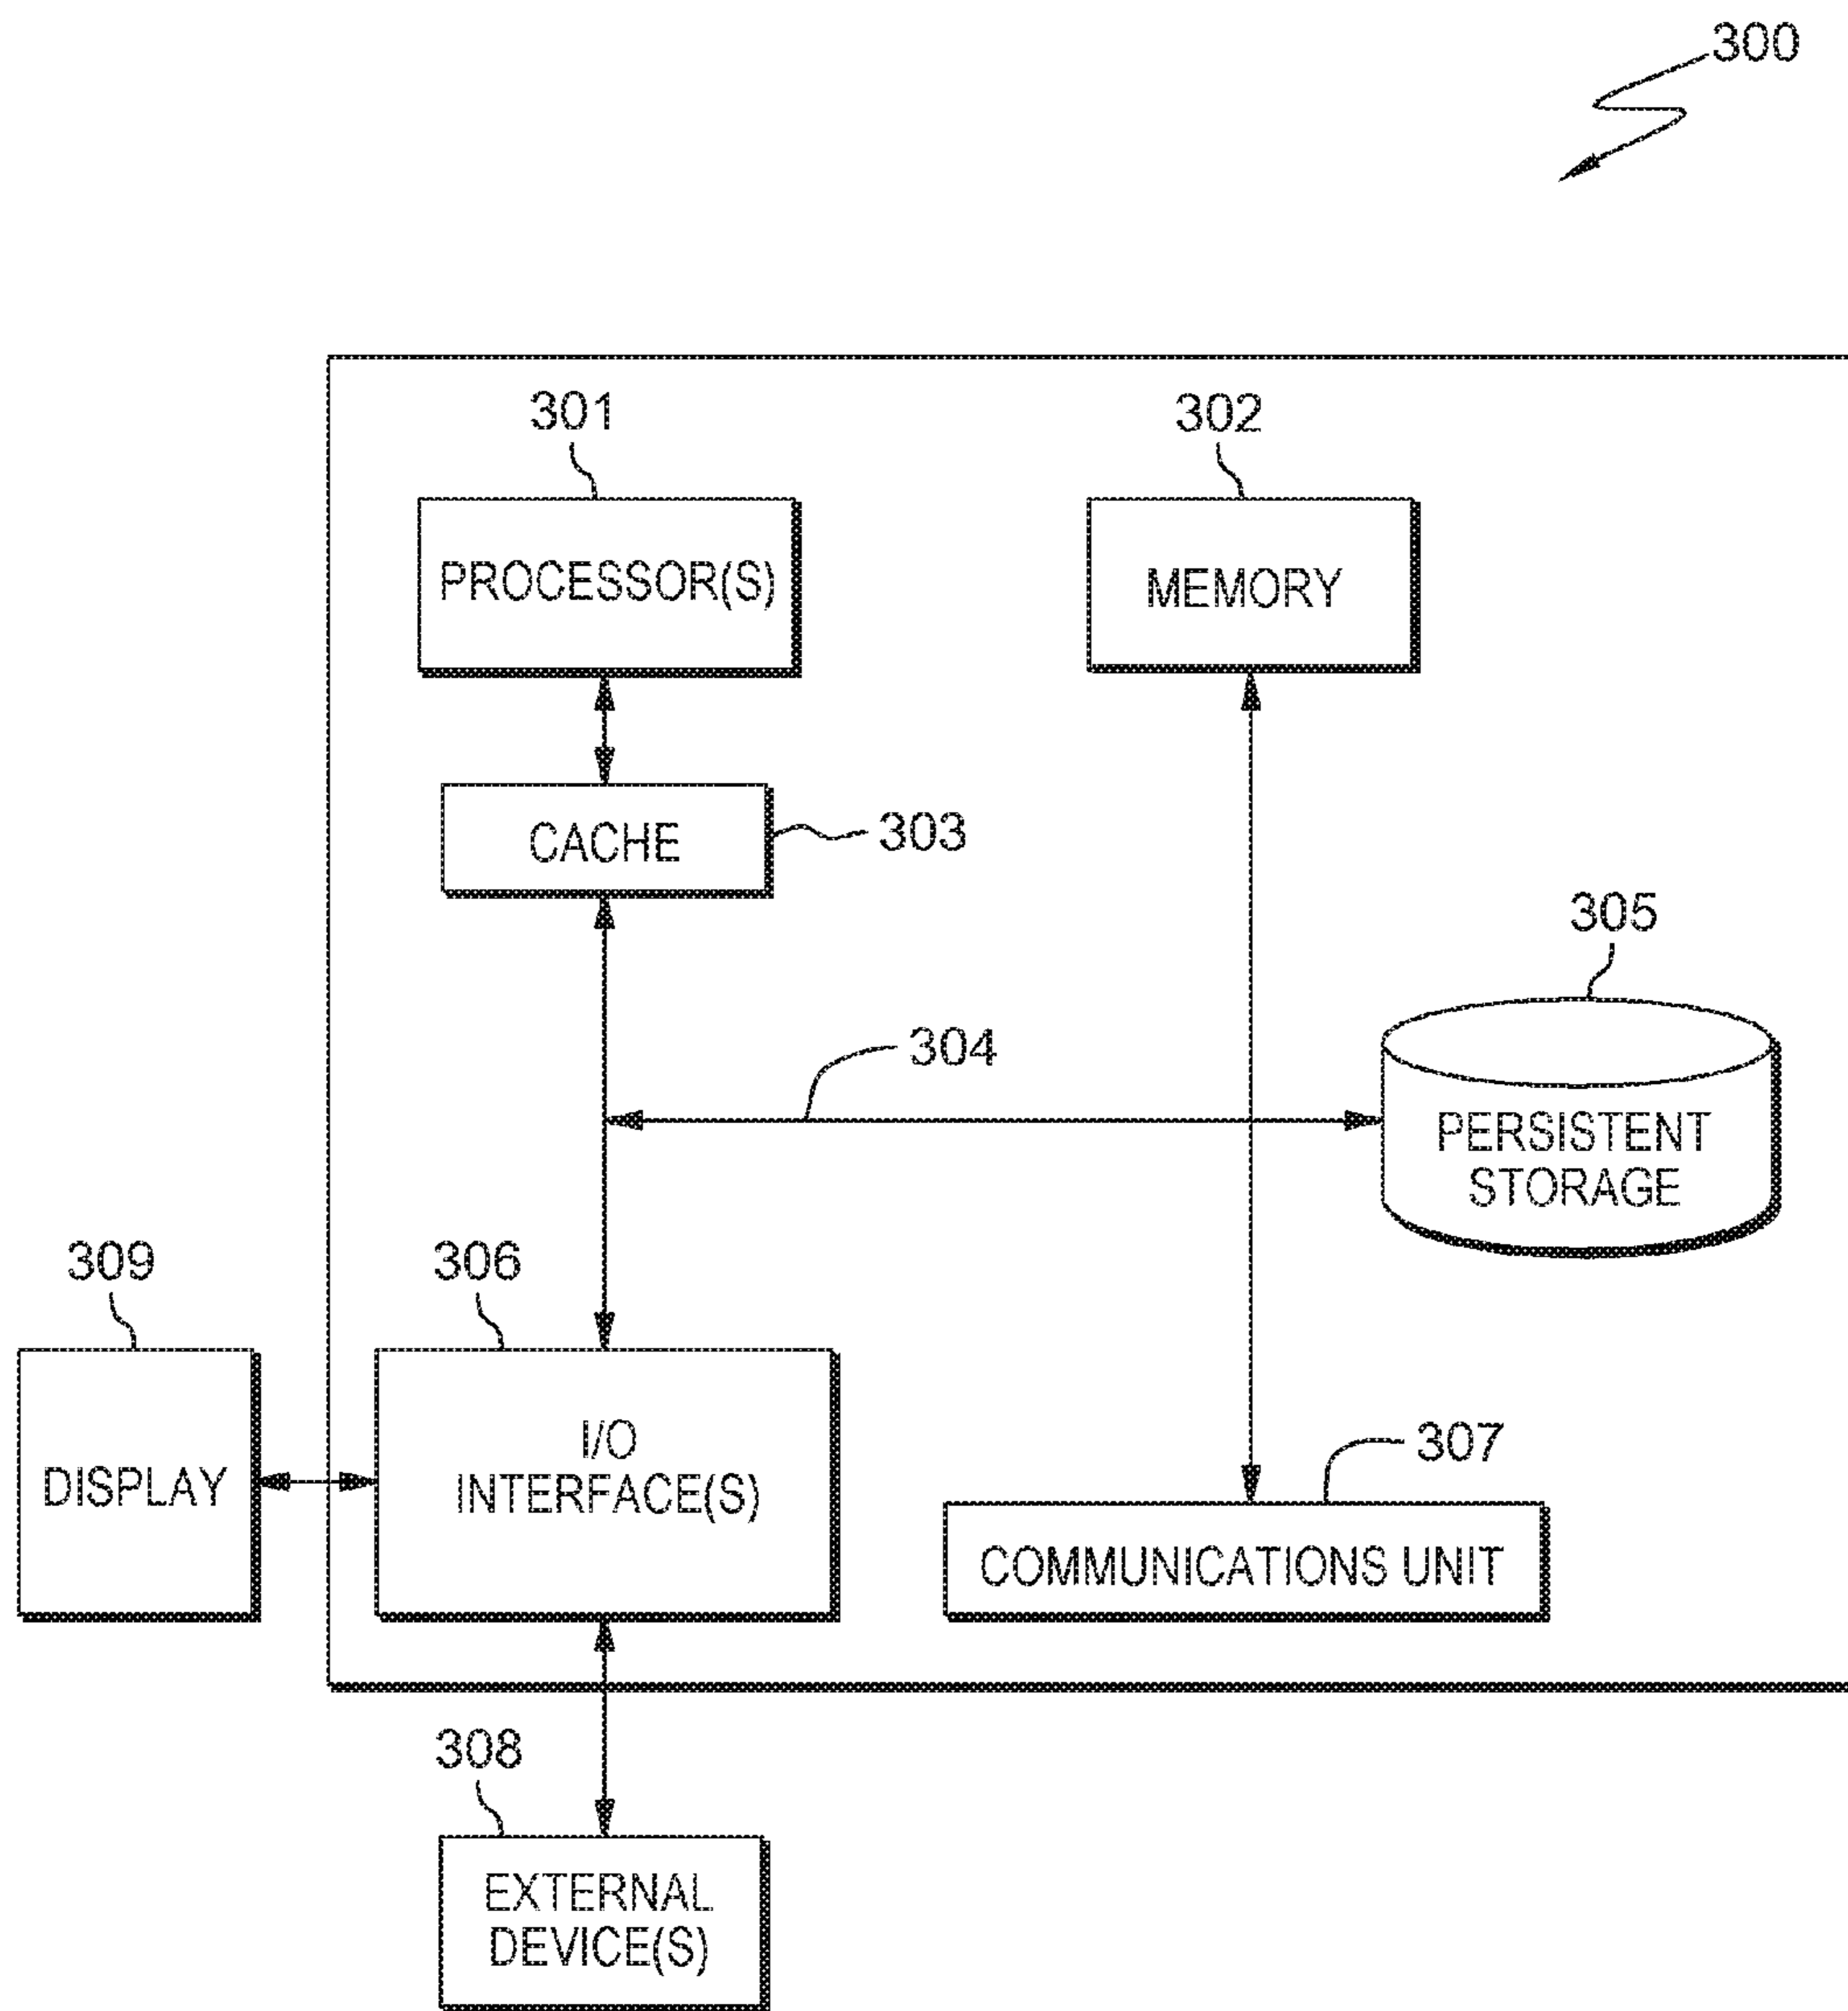 300
301
302
PROCESSOR(S)
MEMORY
CACHE
303
305
304
PERSISTENT
STORAGE
309
306
DISPLAY
I/O
INTERFACE(S)
307
COMMUNICATIONS UNIT
308
EXTERNAL
DEVICE(S)